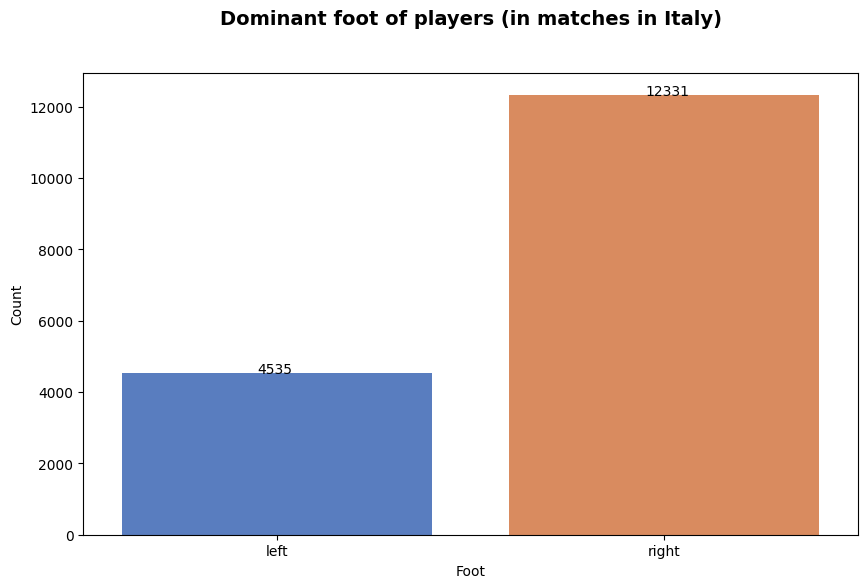 Dominant foot of players (in matches in Italy)
12331
12000
10000
8000
6000
4535
4000
2000
0
Count
left
right
Foot